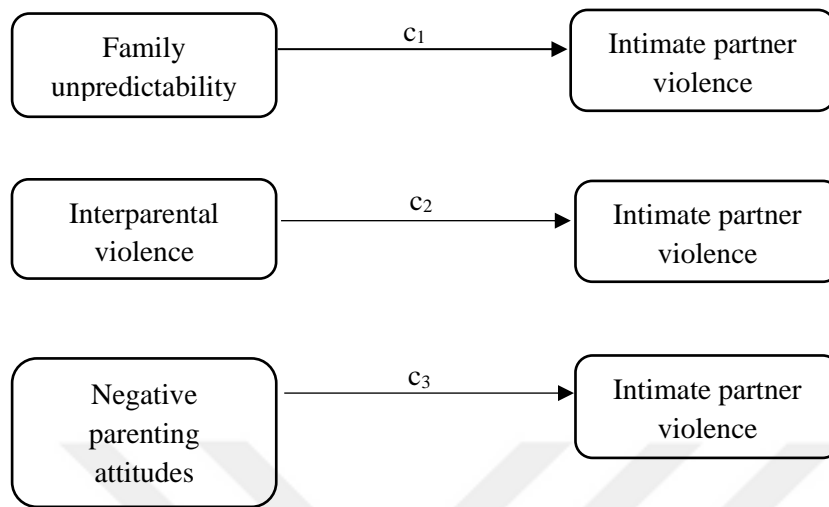 Family
unpredictability
c₁
Intimate partner
violence
Interparental
violence
c₂
Intimate partner
violence
Negative
parenting
attitudes
c₃
Intimate partner
violence